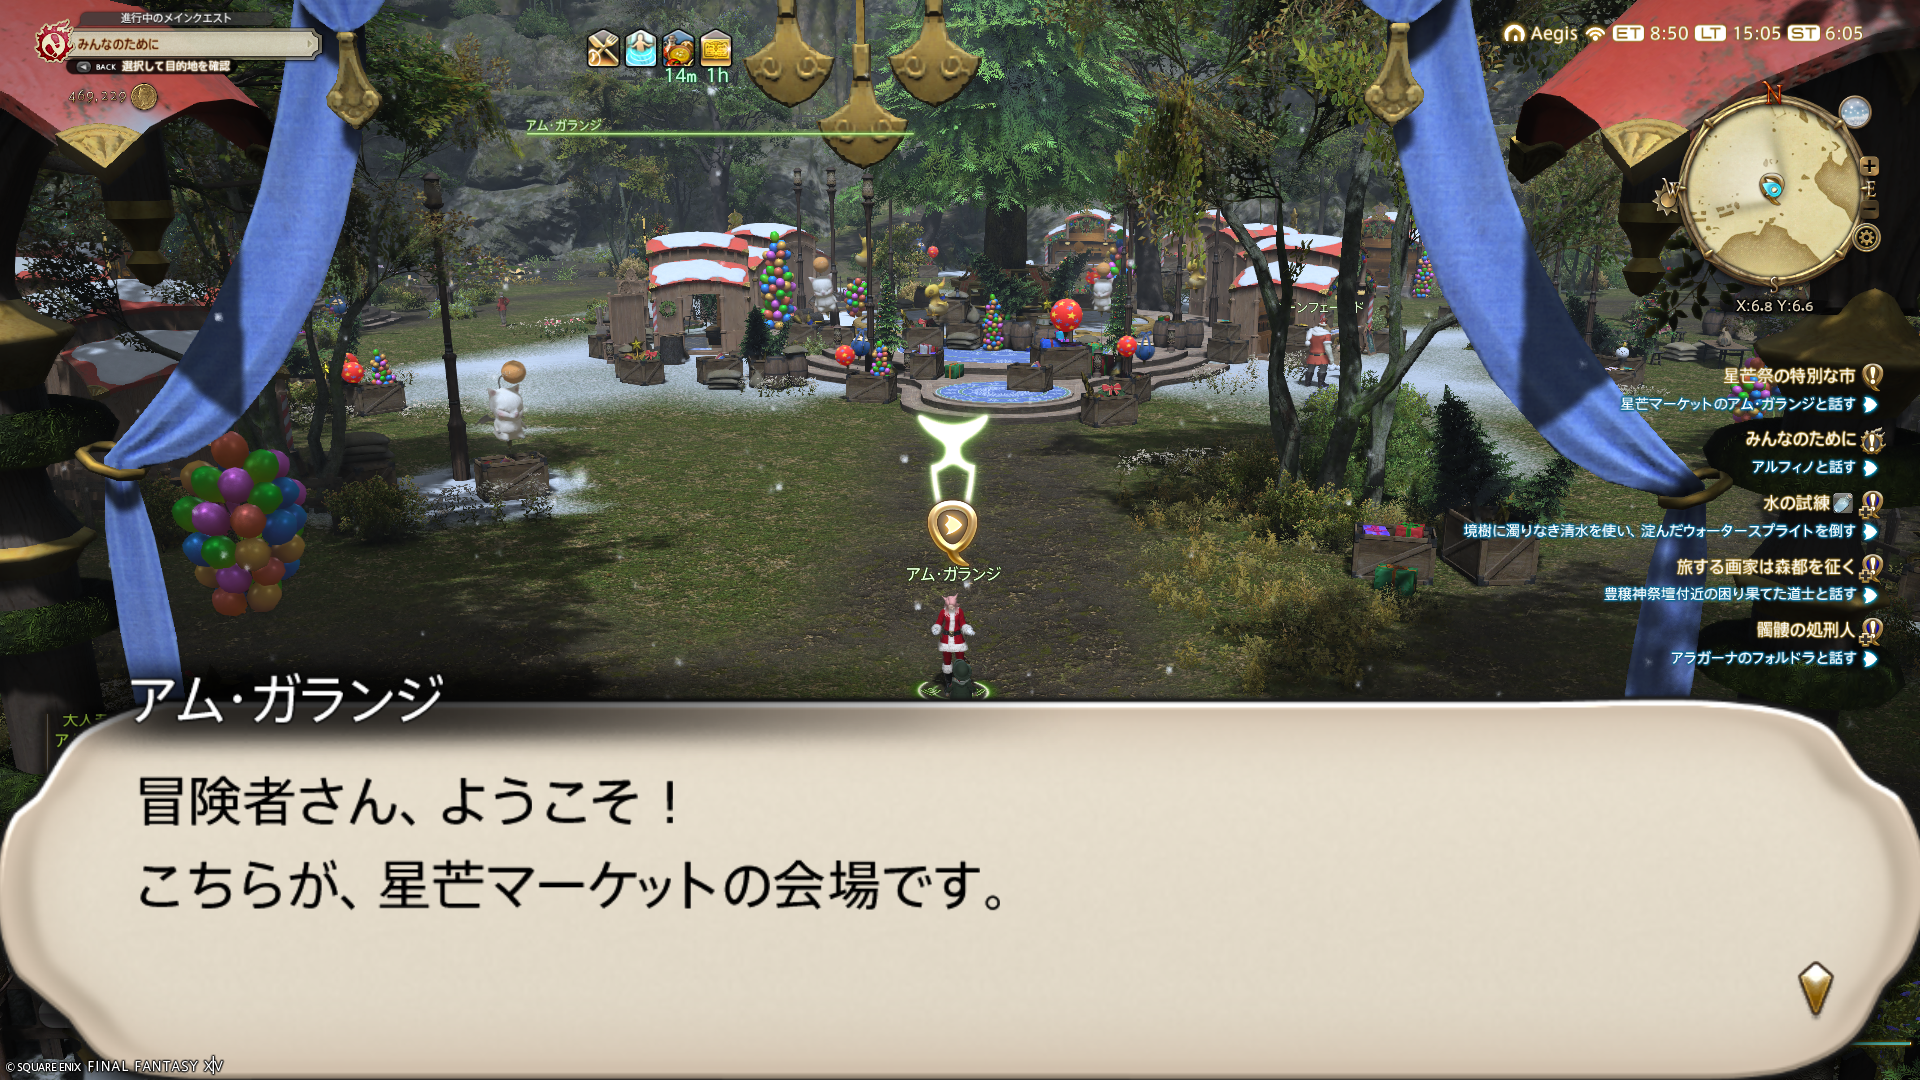 進行中のメインクエスト
みんなのために
BACK 選択して目的地を確認
469,229
14m 1h
Aegis ET 8:50 LT 15:05 ST 6:05
アム・ガランジ
N
W
E
S
X:6.8 Y:6.6
星芒祭の特別な市
星芒マーケットのアム・ガランジと話す
みんなのために
アルフィノと話す
水の試練
境樹に濁りなき清水を使い、淀んだウォータースプライトを倒す
旅する画家は森都を征く
豊穣神祭壇付近の困り果てた道士と話す
髑髏の処刑人
アラガーナのフォルドラと話す
アム・ガランジ
アム・ガランジ
冒険者さん、ようこそ！
こちらが、星芒マーケットの会場です。
© SQUARE ENIX FINAL FANTASY XIV